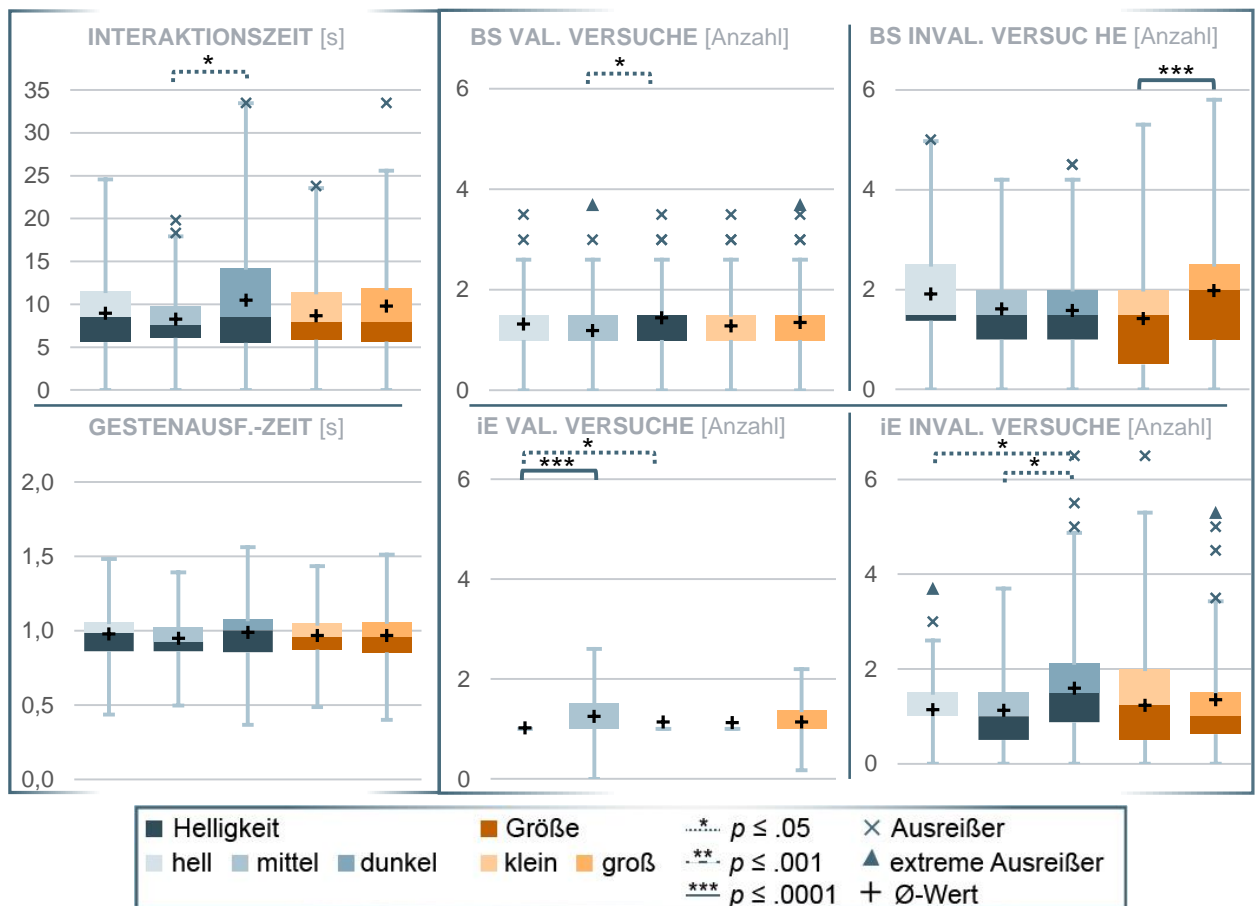 INTERAKTIONSZEIT [s]
*
35
30
25
20
15
10
5
0
BS VAL. VERSUCHE [Anzahl]
*
6
4
2
0
BS INVAL. VERSUC HE [Anzahl]
***
6
4
2
0
GESTENAUSF.-ZEIT [s]
2,0
1,5
1,0
0,5
0,0
iE VAL. VERSUCHE [Anzahl]
*
***
6
4
2
0
iE INVAL. VERSUCHE [Anzahl]
*
*
6
4
2
0
Helligkeit
hell mittel dunkel
Größe
klein groß
* p ≤ .05
** p ≤ .001
*** p ≤ .0001
Ausreißer
extreme Ausreißer
Ø-Wert